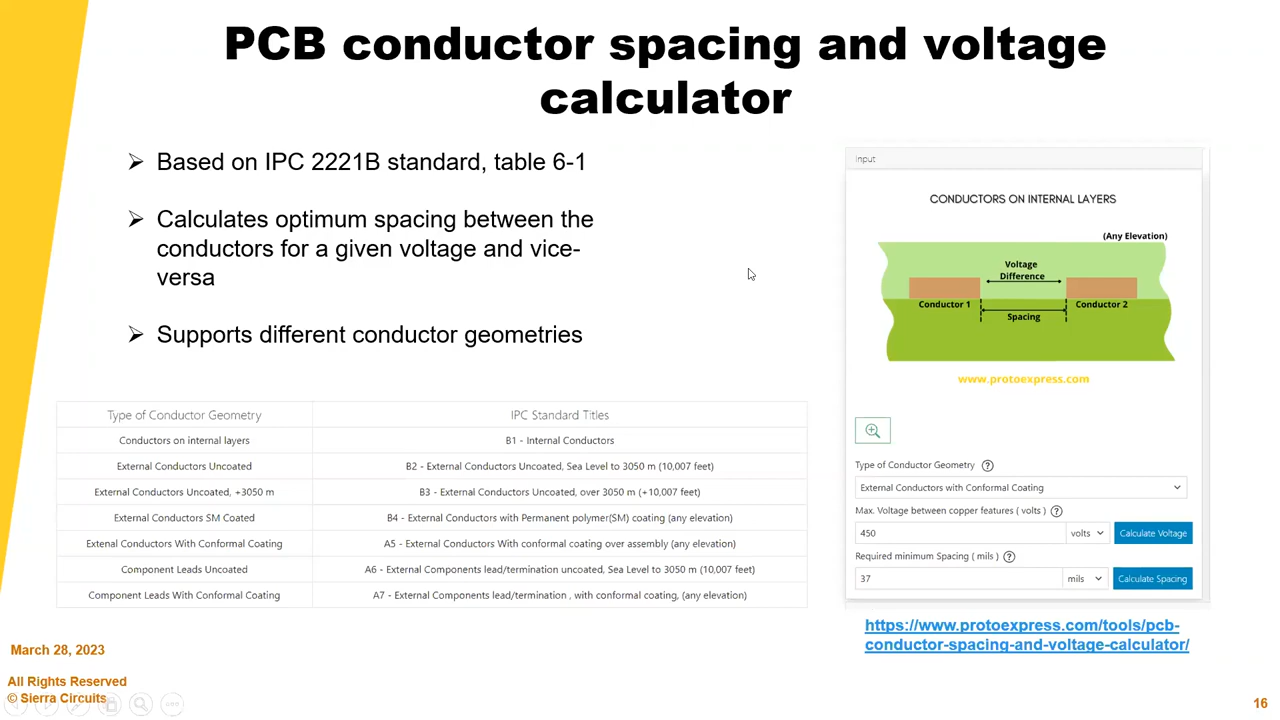 PCB conductor spacing and voltage
calculator
➢ Based on IPC 2221B standard, table 6-1
➢ Calculates optimum spacing between the
conductors for a given voltage and vice-
versa
➢ Supports different conductor geometries
Type of Conductor Geometry IPC Standard Titles
Conductors on internal layers B1 - Internal Conductors
External Conductors Uncoated B2 - External Conductors Uncoated, Sea Level to 3050 m (10,007 feet)
External Conductors Uncoated, +3050 m B3 - External Conductors Uncoated, over 3050 m (+10,007 feet)
External Conductors SM Coated B4 - External Conductors with Permanent polymer(SM) coating (any elevation)
Extenal Conductors With Conformal Coating A5 - External Conductors With conformal coating over assembly (any elevation)
Component Leads Uncoated A6 - External Components lead/termination uncoated, Sea Level to 3050 m (10,007 feet)
Component Leads With Conformal Coating A7 - External Components lead/termination , with conformal coating, (any elevation)
Input
CONDUCTORS ON INTERNAL LAYERS
(Any Elevation)
Voltage
Difference
Conductor 1 Conductor 2
Spacing
www.protoexpress.com
Type of Conductor Geometry ?
External Conductors with Conformal Coating
Max. Voltage between copper features ( volts ) ?
450 volts Calculate Voltage
Required minimum Spacing ( mils ) ?
37 mils Calculate Spacing
https://www.protoexpress.com/tools/pcb-
conductor-spacing-and-voltage-calculator/
March 28, 2023
All Rights Reserved
© Sierra Circuits
16